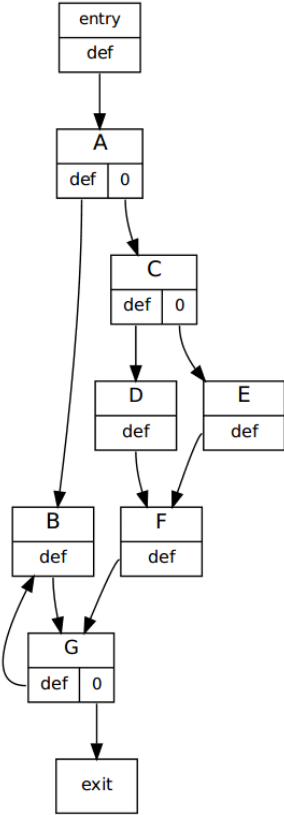 entry
def
A
def 0
C
def 0
D
E
def
def
B
F
def
def
G
def 0
exit